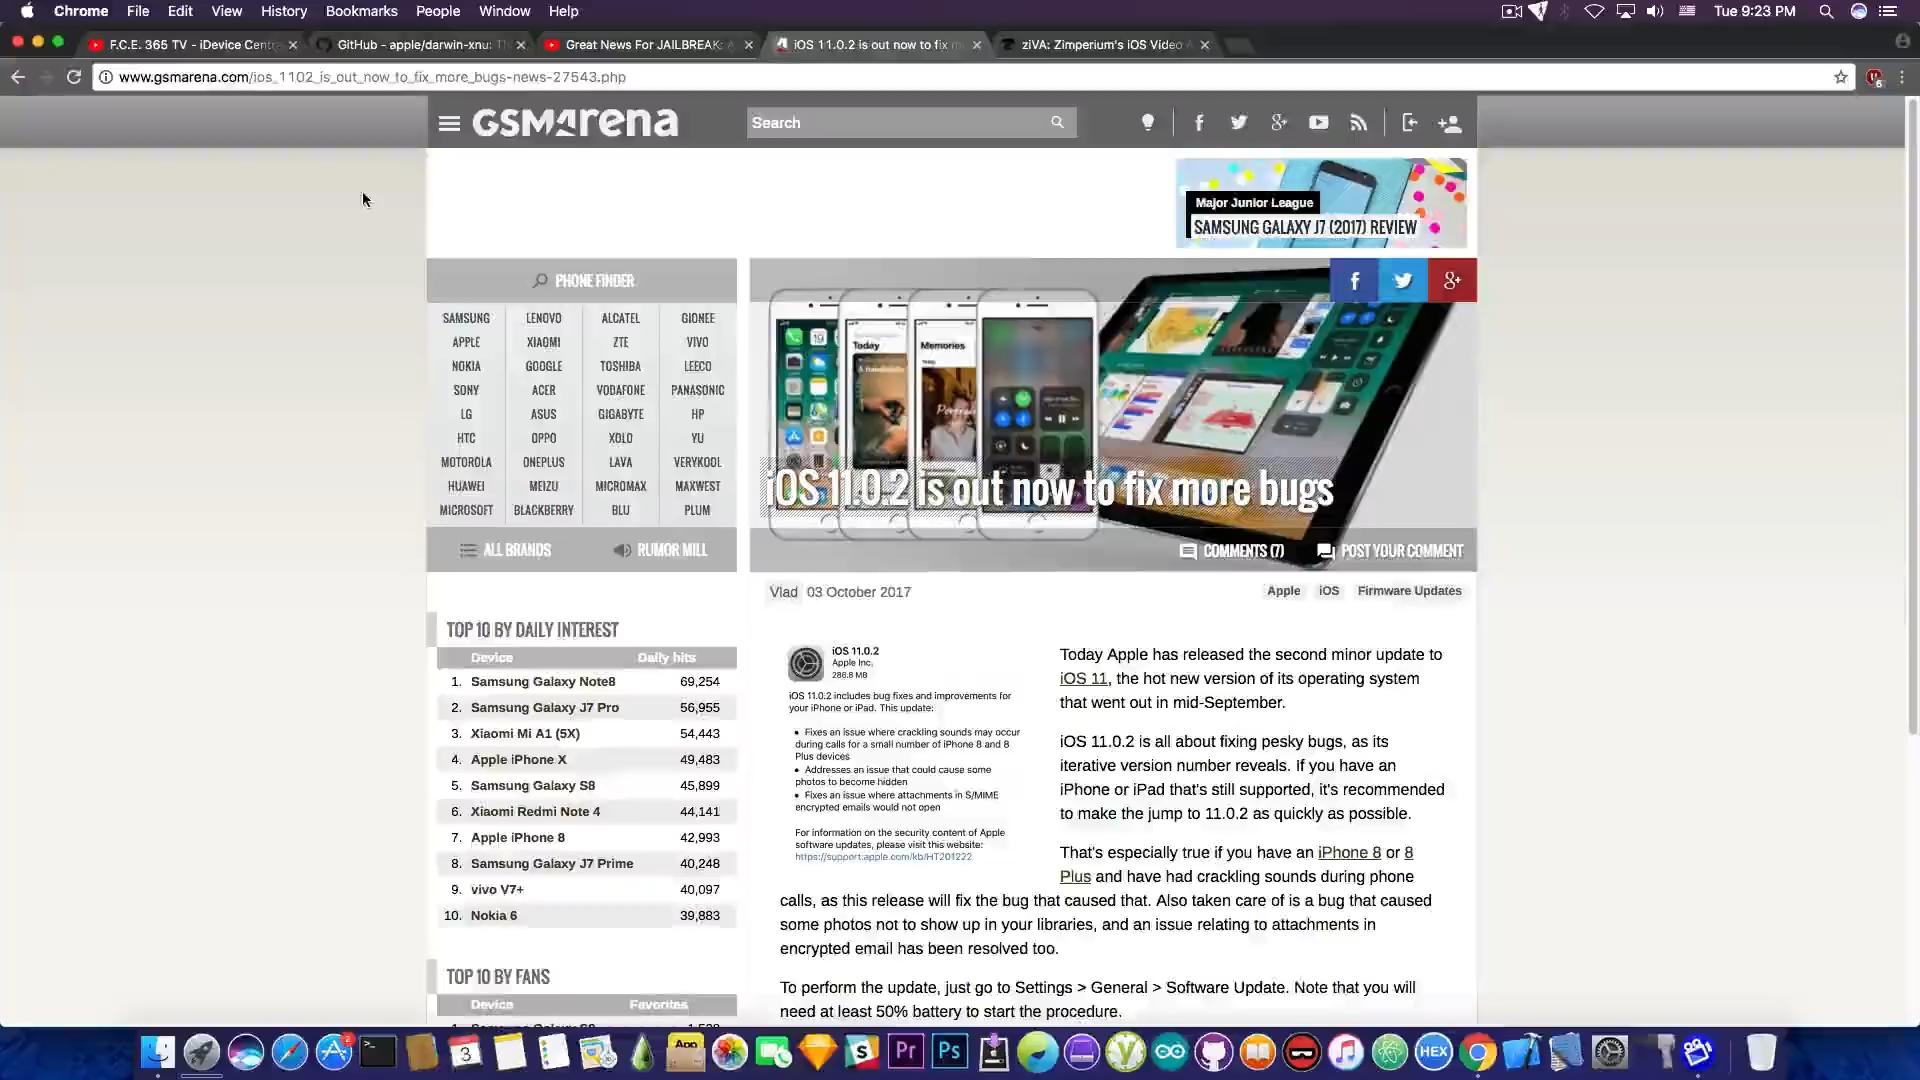 Chrome File Edit View History Bookmarks People Window Help
Tue 9:23 PM
F.C.E. 365 TV - iDevice Centra
GitHub - apple/darwin-xnu: Th
Great News For JAILBREAK: A
iOS 11.0.2 is out now to fix m
ziVA: Zimperium's iOS Video A
www.gsmarena.com/ios_1102_is_out_now_to_fix_more_bugs-news-27543.php
6
GSMArena
Search
Major Junior League
SAMSUNG GALAXY J7 (2017) REVIEW
PHONE FINDER
SAMSUNG LENOVO ALCATEL GIONEE
APPLE XIAOMI ZTE VIVO
NOKIA GOOGLE TOSHIBA LEECO
SONY ACER VODAFONE PANASONIC
LG ASUS GIGABYTE HP
HTC OPPO XOLO YU
MOTOROLA ONEPLUS LAVA VERYKOOL
HUAWEI MEIZU MICROMAX MAXWEST
MICROSOFT BLACKBERRY BLU PLUM
ALL BRANDS RUMOR MILL
Today
Memories
iOS 11.0.2 is out now to fix more bugs
COMMENTS (7) POST YOUR COMMENT
Vlad 03 October 2017
Apple iOS Firmware Updates
TOP 10 BY DAILY INTEREST
Device Daily hits
1. Samsung Galaxy Note8 69,254
2. Samsung Galaxy J7 Pro 56,955
3. Xiaomi Mi A1 (5X) 54,443
4. Apple iPhone X 49,483
5. Samsung Galaxy S8 45,899
6. Xiaomi Redmi Note 4 44,141
7. Apple iPhone 8 42,993
8. Samsung Galaxy J7 Prime 40,248
9. vivo V7+ 40,097
10. Nokia 6 39,883
TOP 10 BY FANS
Device Favorites
iOS 11.0.2
Apple Inc.
286.8 MB
iOS 11.0.2 includes bug fixes and improvements for
your iPhone or iPad. This update:
• Fixes an issue where crackling sounds may occur
during calls for a small number of iPhone 8 and 8
Plus devices
• Addresses an issue that could cause some
photos to become hidden
• Fixes an issue where attachments in S/MIME
encrypted emails would not open
For information on the security content of Apple
software updates, please visit this website:
https://support.apple.com/kb/HT201222
Today Apple has released the second minor update to
iOS 11, the hot new version of its operating system
that went out in mid-September.
iOS 11.0.2 is all about fixing pesky bugs, as its
iterative version number reveals. If you have an
iPhone or iPad that's still supported, it's recommended
to make the jump to 11.0.2 as quickly as possible.
That's especially true if you have an iPhone 8 or 8
Plus and have had crackling sounds during phone
calls, as this release will fix the bug that caused that. Also taken care of is a bug that caused
some photos not to show up in your libraries, and an issue relating to attachments in
encrypted email has been resolved too.
To perform the update, just go to Settings > General > Software Update. Note that you will
need at least 50% battery to start the procedure.
2
3
App
Pr
Ps
HEX